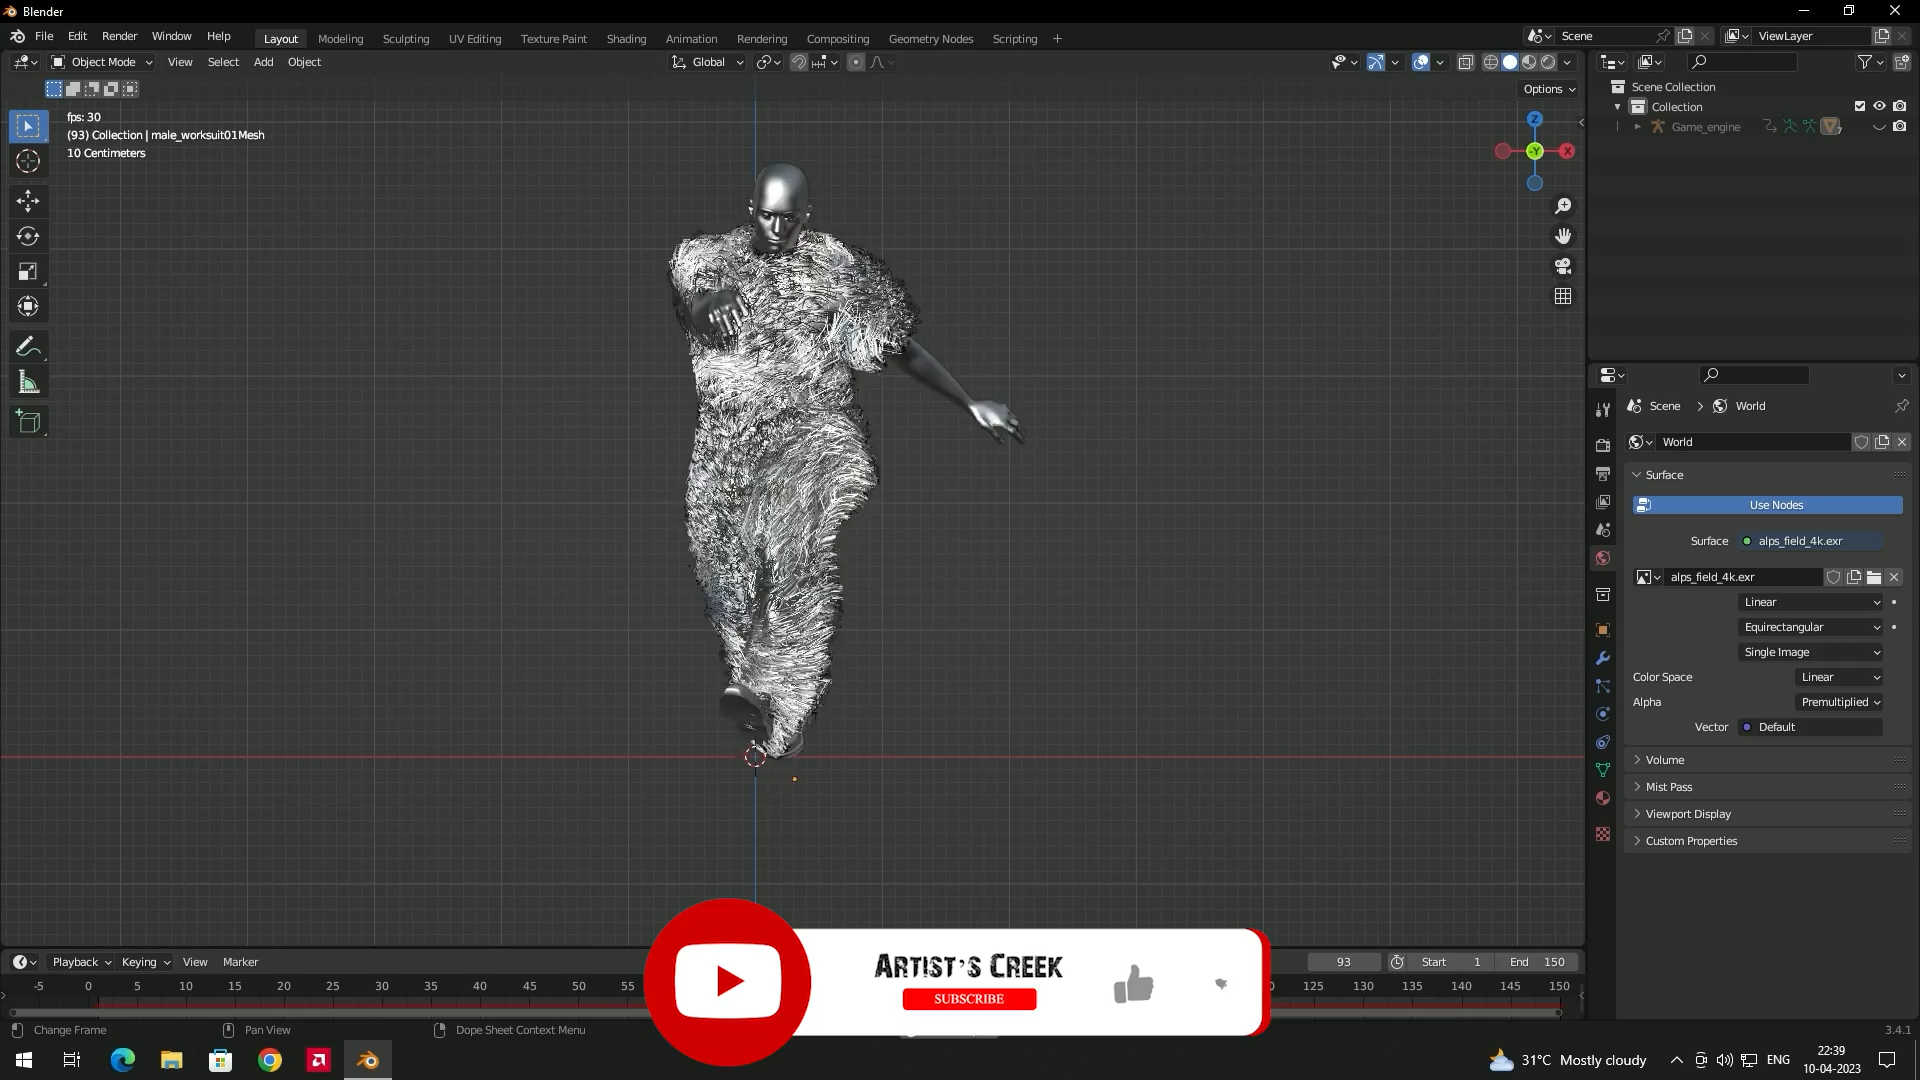 Blender
File Edit Render Window Help
Layout Modeling Sculpting UV Editing Texture Paint Shading Animation Rendering Compositing Geometry Nodes Scripting +
Scene
ViewLayer
Object Mode View Select Add Object
Global
Options
fps: 30
(93) Collection | male_worksuit01Mesh
10 Centimeters
Z
-Y
X
Scene Collection
Collection
Game_engine
7
Scene > World
World
Surface
Use Nodes
Surface alps_field_4k.exr
alps_field_4k.exr
Linear
Equirectangular
Single Image
Color Space Linear
Alpha Premultiplied
Vector Default
Volume
Mist Pass
Viewport Display
Custom Properties
Playback Keying View Marker
93 Start 1 End 150
-5 0 5 10 15 20 25 30 35 40 45 50 55
125 130 135 140 145 150
ARTIST'S CREEK
SUBSCRIBE
Change Frame Pan View Dope Sheet Context Menu
3.4.1
31°C Mostly cloudy
ENG
22:39
10-04-2023